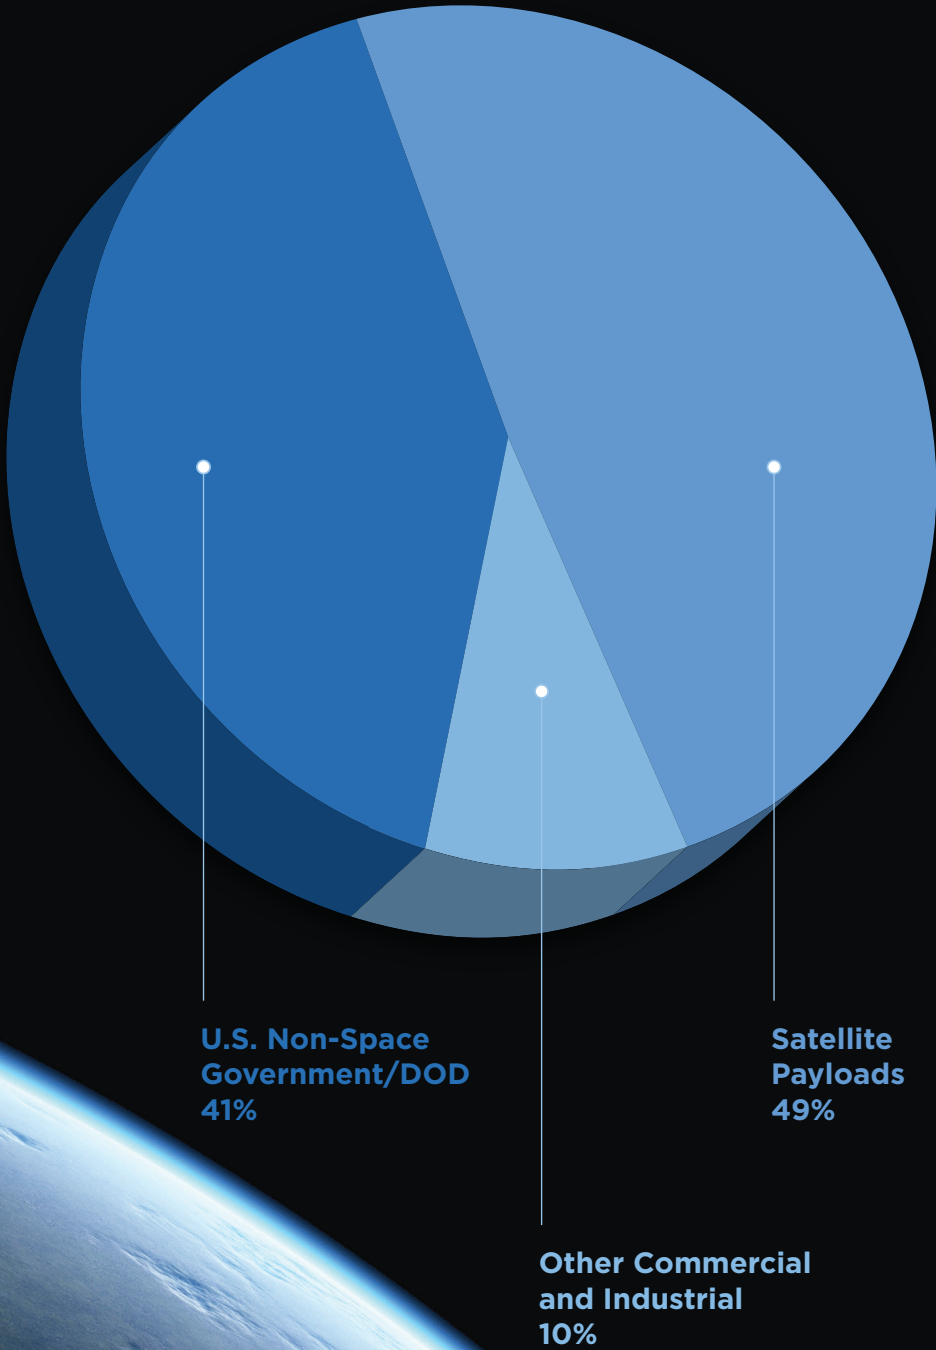 U.S. Non-Space
Government/DOD
41%
Satellite
Payloads
49%
Other Commercial
and Industrial
10%